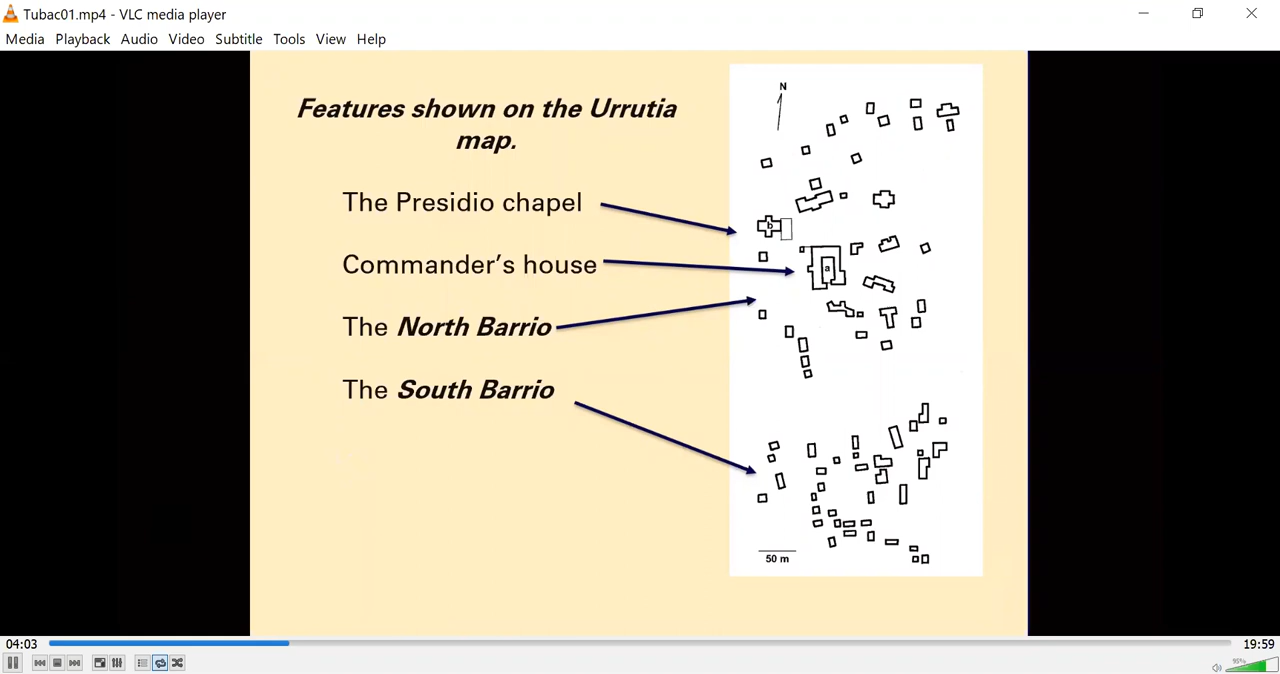 Tubac01.mp4 - VLC media player
Media Playback Audio Video Subtitle Tools View Help
Features shown on the Urrutia
map.
The Presidio chapel
Commander's house
The North Barrio
The South Barrio
N
b
a
50 m
04:03
19:59
95%